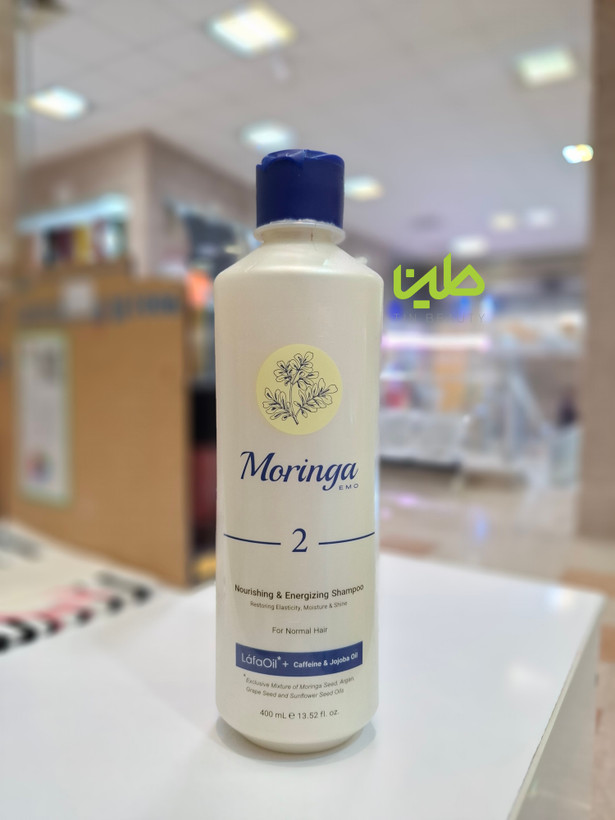 طین
Moringa
EMO
2
Nourishing & Energizing Shampoo
Restoring Elasticity, Moisture & Shine
For Normal Hair
LáfaOil*+ Caffeine & Jojoba Oil
*Exclusive Mixture of Moringa Seed, Argan,
Grape Seed and Sunflower Seed Oils
400 mL ℮ 13.52 fl. oz.